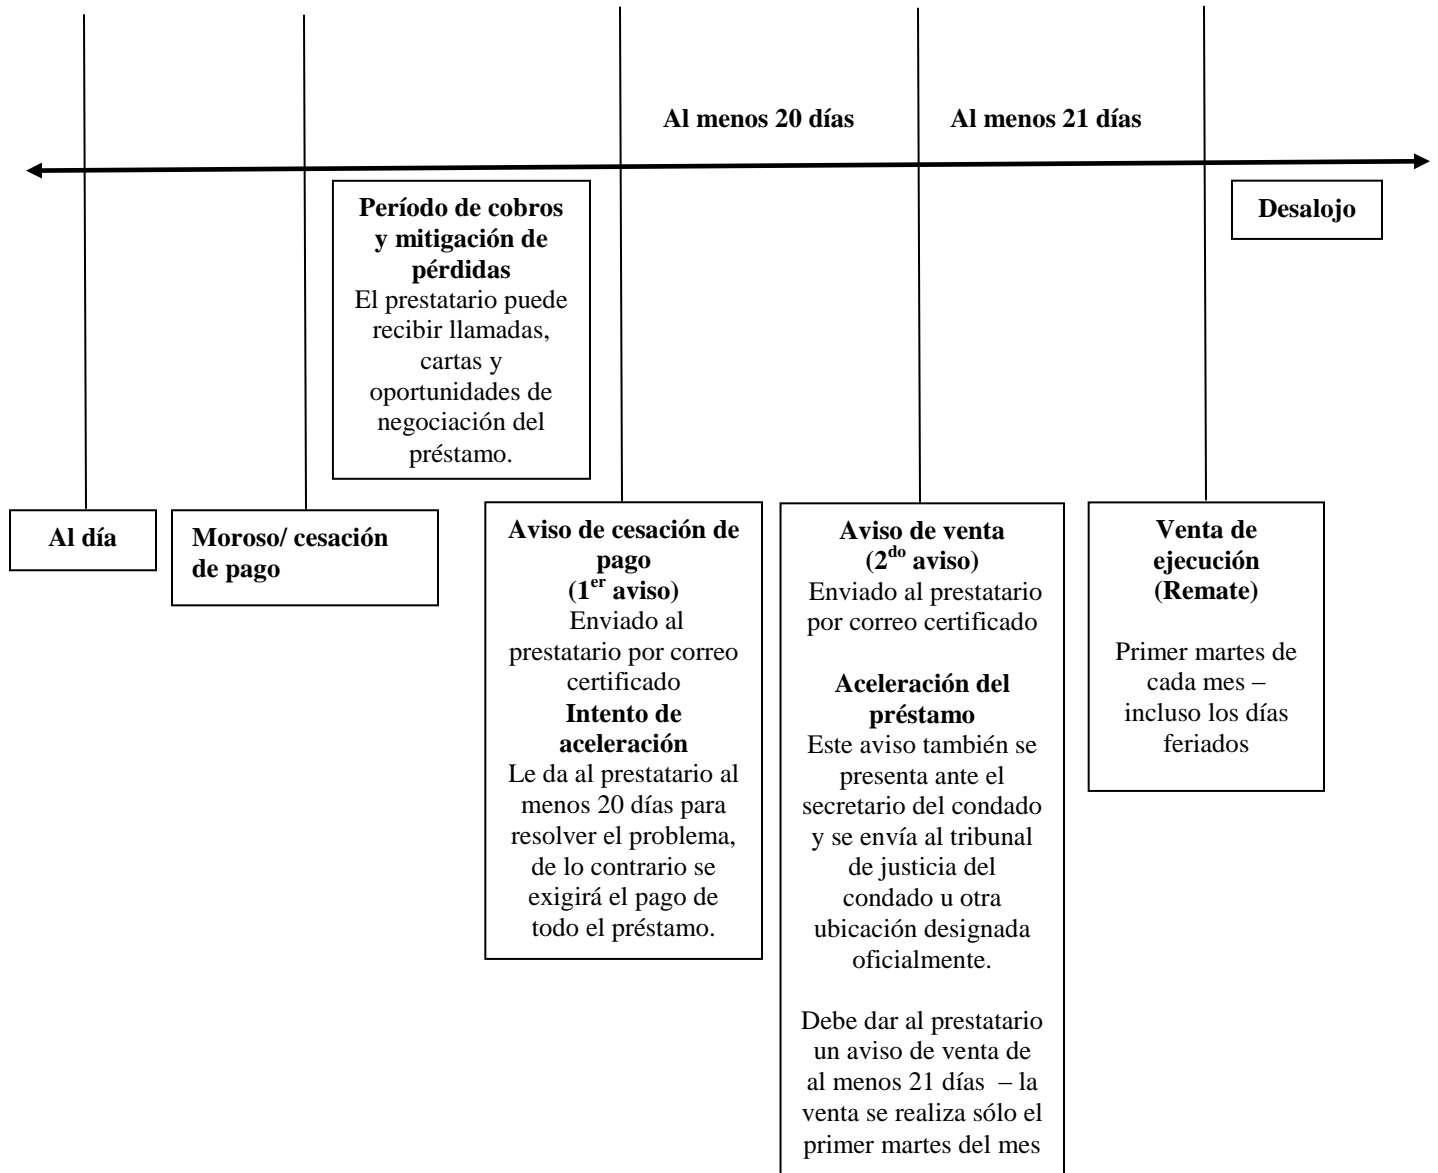 Al menos 20 días
Al menos 21 días
Período de cobros
y mitigación de
pérdidas
El prestatario puede
recibir llamadas,
cartas y
oportunidades de
negociación del
préstamo.
Desalojo
Al día
Moroso/ cesación
de pago
Aviso de cesación de
pago
(1er aviso)
Enviado al
prestatario por correo
certificado
Intento de
aceleración
Le da al prestatario al
menos 20 días para
resolver el problema,
de lo contrario se
exigirá el pago de
todo el préstamo.
Aviso de venta
(2do aviso)
Enviado al prestatario
por correo certificado
Aceleración del
préstamo
Este aviso también se
presenta ante el
secretario del condado
y se envía al tribunal
de justicia del
condado u otra
ubicación designada
oficialmente.
Debe dar al prestatario
un aviso de venta de
al menos 21 días – la
venta se realiza sólo el
primer martes del mes
Venta de
ejecución
(Remate)
Primer martes de
cada mes –
incluso los días
feriados